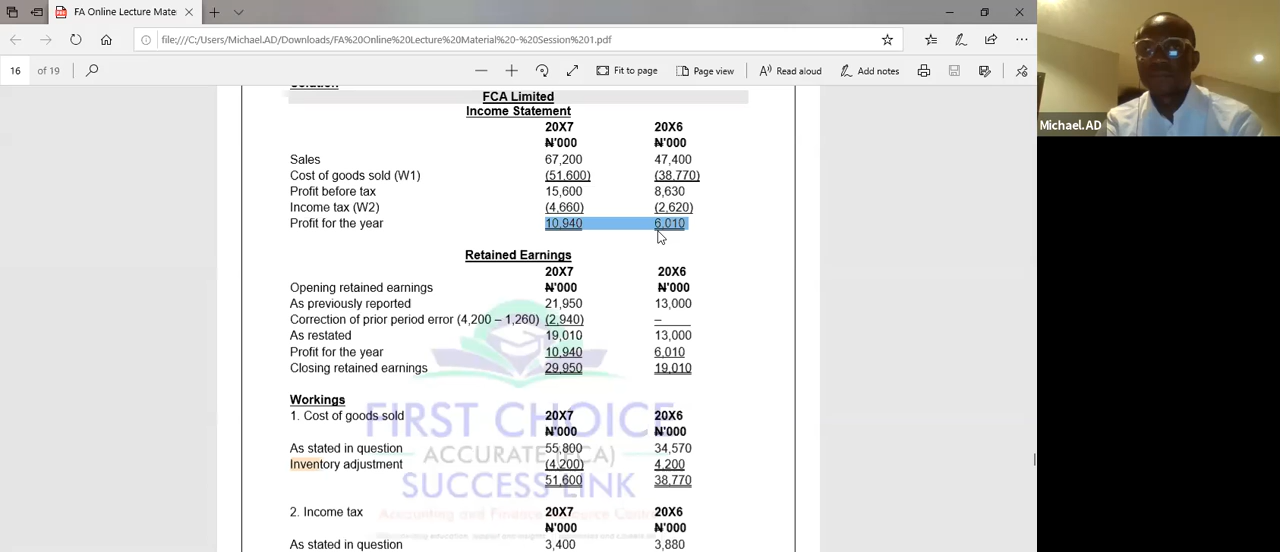 FA Online Lecture Mate
file:///C:/Users/Michael.AD/Downloads/FA%20Online%20Lecture%20Material%20-%20Session%201.pdf
16 of 19 Fit to page Page view Read aloud Add notes
Michael.AD
Solution
FCA Limited
Income Statement
20X7 20X6
₦'000 ₦'000
Sales 67,200 47,400
Cost of goods sold (W1) (51,600) (38,770)
Profit before tax 15,600 8,630
Income tax (W2) (4,660) (2,620)
Profit for the year 10,940 6,010
Retained Earnings
20X7 20X6
Opening retained earnings ₦'000 ₦'000
As previously reported 21,950 13,000
Correction of prior period error (4,200 – 1,260) (2,940) –
As restated 19,010 13,000
Profit for the year 10,940 6,010
Closing retained earnings 29,950 19,010
Workings
1. Cost of goods sold 20X7 20X6
₦'000 ₦'000
As stated in question 55,800 34,570
Inventory adjustment (4,200) 4,200
51,600 38,770
2. Income tax 20X7 20X6
₦'000 ₦'000
As stated in question 3,400 3,880
FIRST CHOICE
ACCURATE (FCA)
SUCCESS LINK